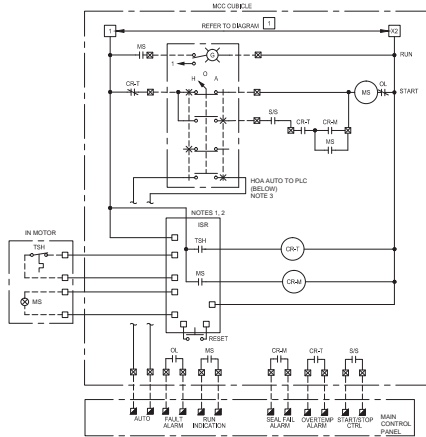 MCC CUBICLE
1 REFER TO DIAGRAM 1 X2
MS G RUN
1
H O A
CR-T MS OL START
S/S
CR-T CR-M
MS
HOA AUTO TO PLC
(BELOW)
NOTE 3
NOTES 1, 2
ISR
IN MOTOR
TSH
TSH CR-T
MS
MS CR-M
RESET
OL MS CR-M CR-T S/S
AUTO
FAULT
ALARM
RUN
INDICATION
SEAL FAIL
ALARM
OVERTEMP
ALARM
START/STOP
CTRL
MAIN
CONTROL
PANEL